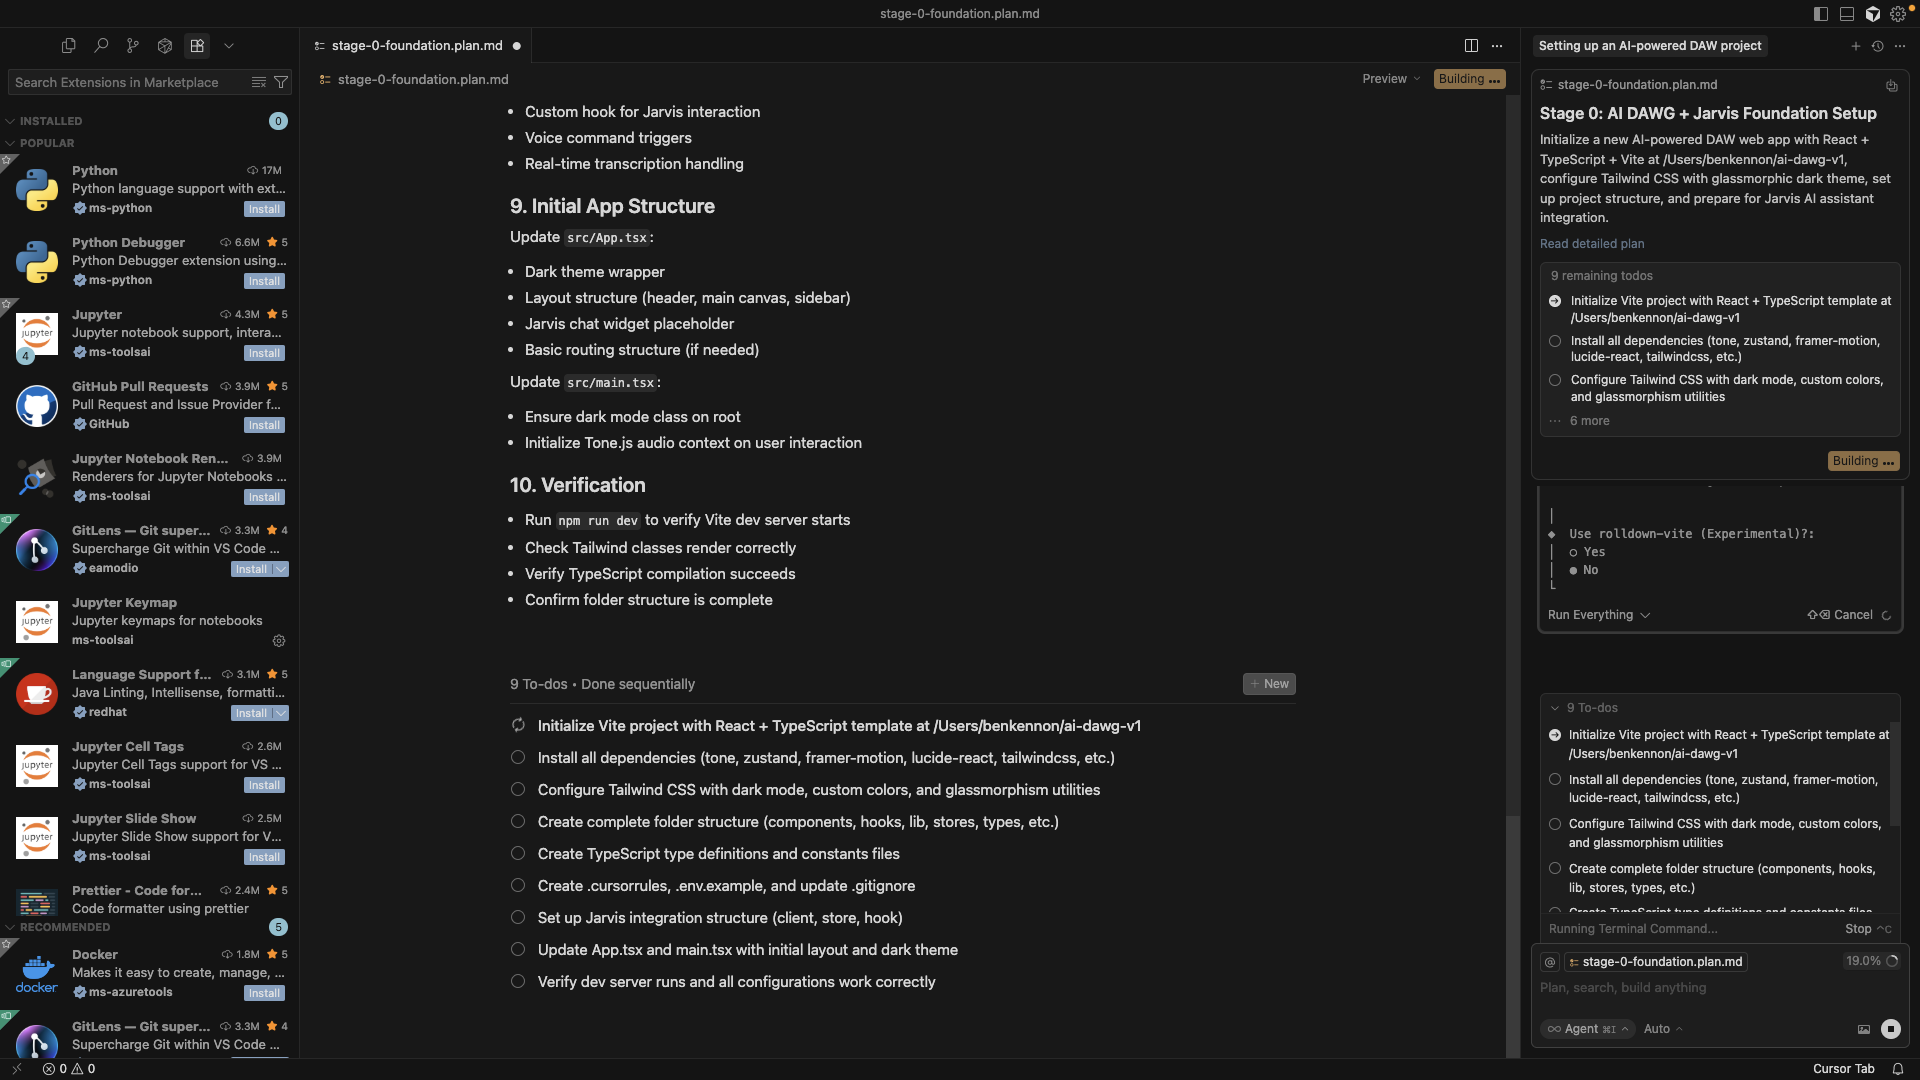 stage-0-foundation.plan.md
Search Extensions in Marketplace
INSTALLED
0
POPULAR
Python
17M
Python language support with ext...
ms-python
Install
Python Debugger
6.6M
5
Python Debugger extension using...
ms-python
Install
Jupyter
4.3M
5
jupyter
4
Jupyter notebook support, intera...
ms-toolsai
Install
GitHub Pull Requests
3.9M
5
Pull Request and Issue Provider f...
GitHub
Install
Jupyter Notebook Ren...
3.9M
Renderers for Jupyter Notebooks ...
ms-toolsai
Install
GitLens — Git super...
3.3M
4
Supercharge Git within VS Code ...
eamodio
Install
Jupyter Keymap
jupyter
Jupyter keymaps for notebooks
ms-toolsai
Language Support f...
3.1M
5
Java Linting, Intellisense, formatti...
redhat
Install
Jupyter Cell Tags
2.6M
jupyter
Jupyter Cell Tags support for VS ...
ms-toolsai
Install
Jupyter Slide Show
2.5M
jupyter
Jupyter Slide Show support for V...
ms-toolsai
Install
Prettier - Code for...
2.4M
5
Code formatter using prettier
RECOMMENDED
5
Docker
1.8M
5
Makes it easy to create, manage, ...
docker
ms-azuretools
Install
GitLens — Git super...
3.3M
4
Supercharge Git within VS Code ...
stage-0-foundation.plan.md
stage-0-foundation.plan.md
Preview
Building ...
• Custom hook for Jarvis interaction
• Voice command triggers
• Real-time transcription handling
9. Initial App Structure
Update src/App.tsx:
• Dark theme wrapper
• Layout structure (header, main canvas, sidebar)
• Jarvis chat widget placeholder
• Basic routing structure (if needed)
Update src/main.tsx:
• Ensure dark mode class on root
• Initialize Tone.js audio context on user interaction
10. Verification
• Run npm run dev to verify Vite dev server starts
• Check Tailwind classes render correctly
• Verify TypeScript compilation succeeds
• Confirm folder structure is complete
9 To-dos • Done sequentially
+ New
Initialize Vite project with React + TypeScript template at /Users/benkennon/ai-dawg-v1
Install all dependencies (tone, zustand, framer-motion, lucide-react, tailwindcss, etc.)
Configure Tailwind CSS with dark mode, custom colors, and glassmorphism utilities
Create complete folder structure (components, hooks, lib, stores, types, etc.)
Create TypeScript type definitions and constants files
Create .cursorrules, .env.example, and update .gitignore
Set up Jarvis integration structure (client, store, hook)
Update App.tsx and main.tsx with initial layout and dark theme
Verify dev server runs and all configurations work correctly
Setting up an AI-powered DAW project
stage-0-foundation.plan.md
Stage 0: AI DAWG + Jarvis Foundation Setup
Initialize a new AI-powered DAW web app with React +
TypeScript + Vite at /Users/benkennon/ai-dawg-v1,
configure Tailwind CSS with glassmorphic dark theme, set
up project structure, and prepare for Jarvis AI assistant
integration.
Read detailed plan
9 remaining todos
Initialize Vite project with React + TypeScript template at
/Users/benkennon/ai-dawg-v1
Install all dependencies (tone, zustand, framer-motion,
lucide-react, tailwindcss, etc.)
Configure Tailwind CSS with dark mode, custom colors,
and glassmorphism utilities
... 6 more
Building ...
Use rolldown-vite (Experimental)?:
○ Yes
● No
Run Everything
Cancel
9 To-dos
Initialize Vite project with React + TypeScript template at
/Users/benkennon/ai-dawg-v1
Install all dependencies (tone, zustand, framer-motion,
lucide-react, tailwindcss, etc.)
Configure Tailwind CSS with dark mode, custom colors,
and glassmorphism utilities
Create complete folder structure (components, hooks,
lib, stores, types, etc.)
Create TypeScript type definitions and constants files
Running Terminal Command...
Stop ^C
@
stage-0-foundation.plan.md
19.0%
Plan, search, build anything
∞ Agent ⌘I
Auto
0
0
Cursor Tab